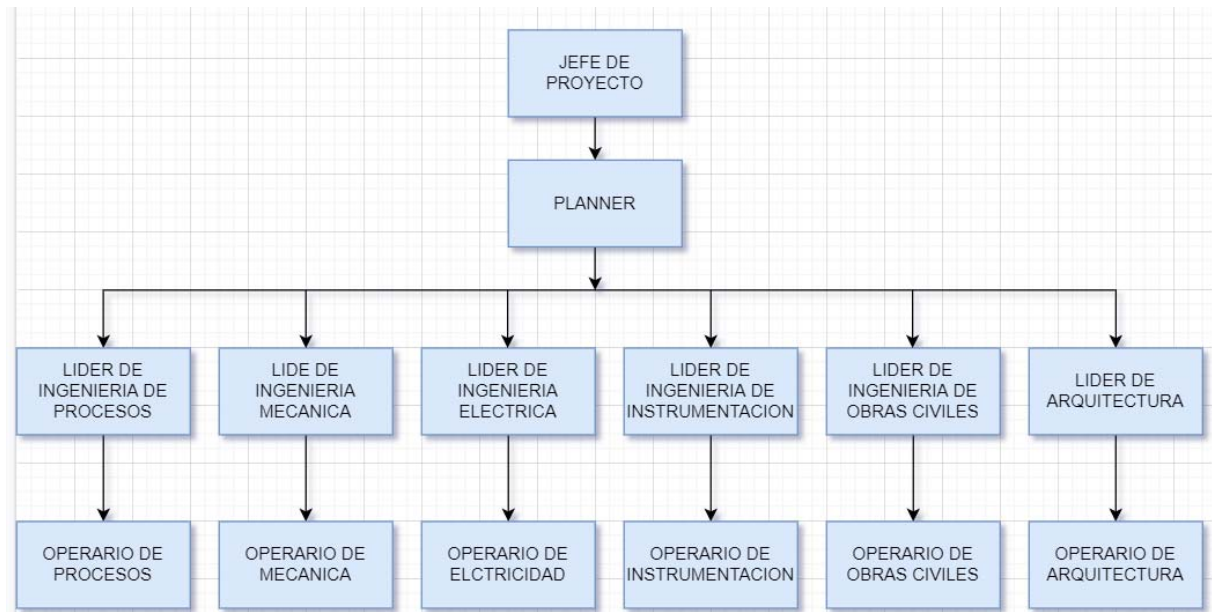 JEFE DE
PROYECTO
PLANNER
LIDER DE
INGENIERIA DE
PROCESOS
LIDE DE
INGENIERIA
MECANICA
LIDER DE
INGENIERIA
ELECTRICA
LIDER DE
INGENIERIA DE
INSTRUMENTACION
LIDER DE
INGENIERIA DE
OBRAS CIVILES
LIDER DE
ARQUITECTURA
OPERARIO DE
PROCESOS
OPERARIO DE
MECANICA
OPERARIO DE
ELCTRICIDAD
OPERARIO DE
INSTRUMENTACION
OPERARIO DE
OBRAS CIVILES
OPERARIO DE
ARQUITECTURA